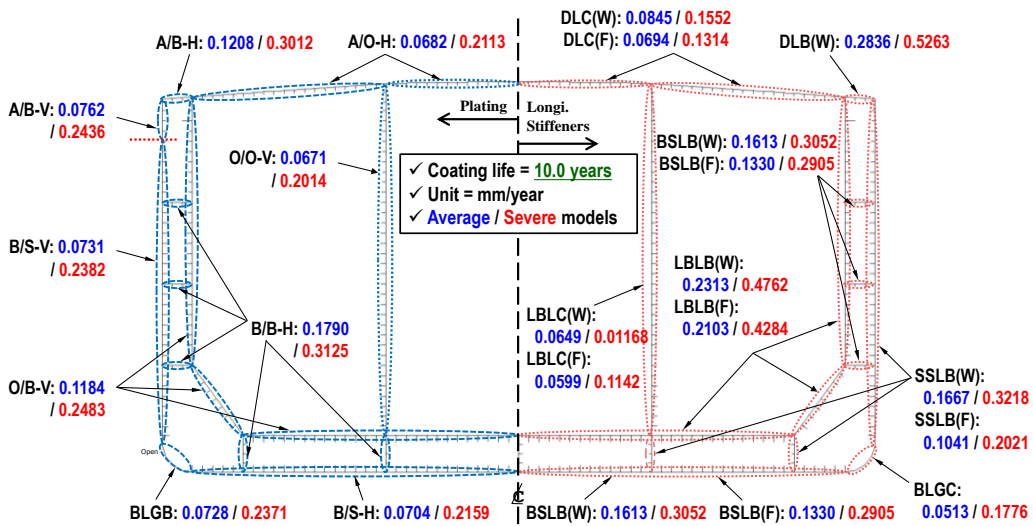 A/B-H: 0.1208 / 0.3012
A/O-H: 0.0682 / 0.2113
DLC(W): 0.0845 / 0.1552
DLC(F): 0.0694 / 0.1314
DLB(W): 0.2836 / 0.5263
A/B-V: 0.0762
/ 0.2436
Plating
Longi.
Stiffeners
O/O-V: 0.0671
/ 0.2014
BSLB(W): 0.1613 / 0.3052
BSLB(F): 0.1330 / 0.2905
✓ Coating life = 10.0 years
✓ Unit = mm/year
✓ Average / Severe models
B/S-V: 0.0731
/ 0.2382
LBLB(W):
0.2313 / 0.4762
LBLB(F):
0.2103 / 0.4284
B/B-H: 0.1790
/ 0.3125
LBLC(W):
0.0649 / 0.01168
LBLC(F):
0.0599 / 0.1142
O/B-V: 0.1184
/ 0.2483
SSLB(W):
0.1667 / 0.3218
SSLB(F):
0.1041 / 0.2021
Open
BLGB: 0.0728 / 0.2371
B/S-H: 0.0704 / 0.2159
℄
BSLB(W): 0.1613 / 0.3052
BSLB(F): 0.1330 / 0.2905
BLGC:
0.0513 / 0.1776